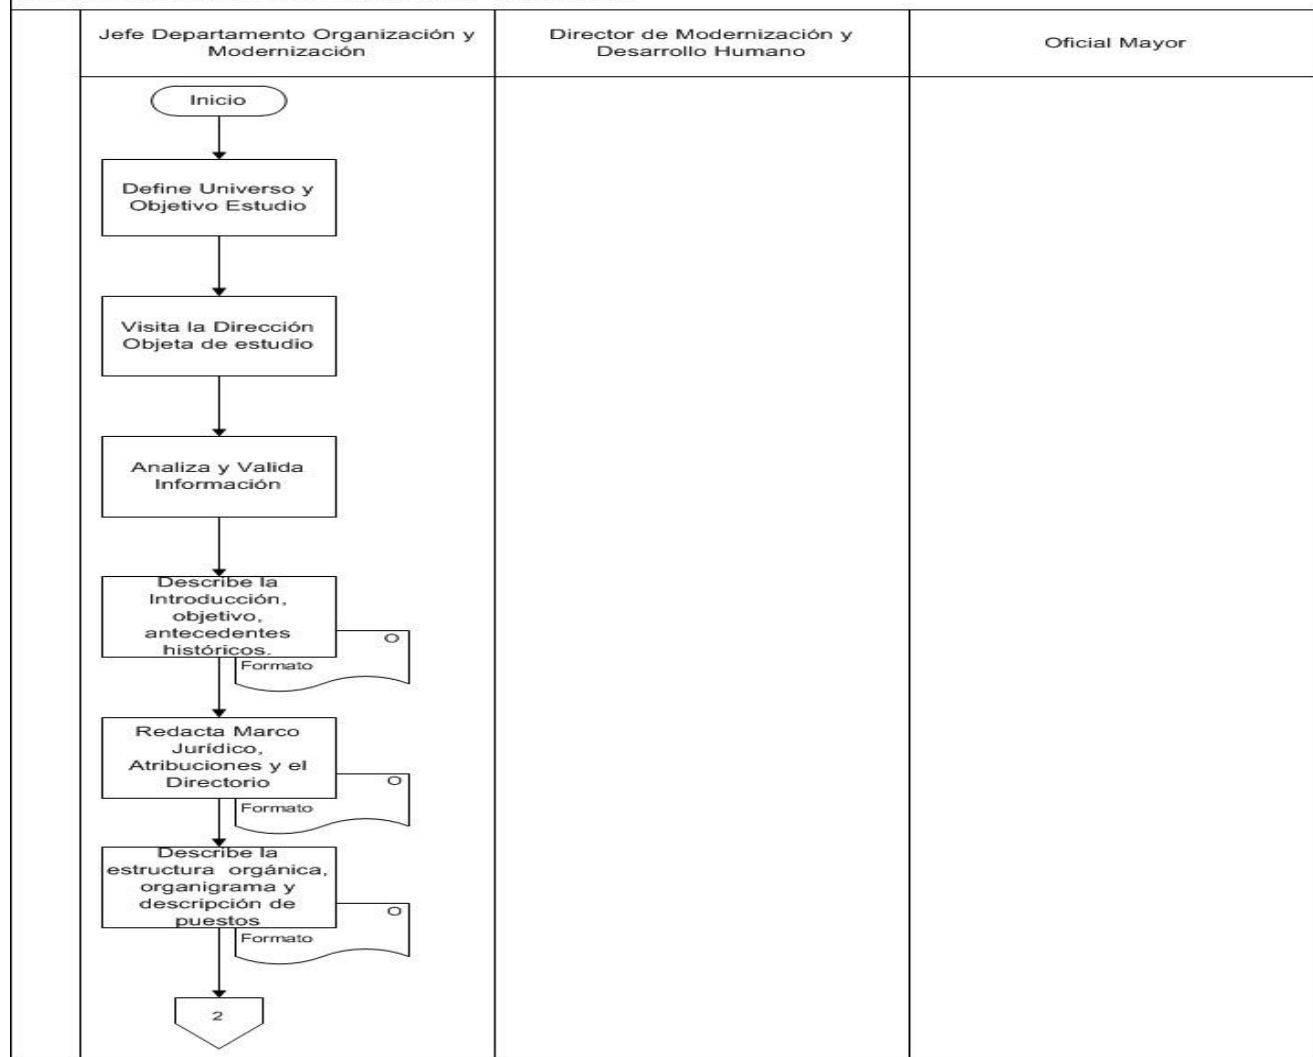 Jefe Departamento Organización y
Modernización
Director de Modernización y
Desarrollo Humano
Oficial Mayor
Inicio
Define Universo y
Objetivo Estudio
Visita la Dirección
Objeta de estudio
Analiza y Valida
Información
Describe la
Introducción,
objetivo,
antecedentes
históricos.
O
Formato
Redacta Marco
Jurídico,
Atribuciones y el
Directorio
O
Formato
Describe la
estructura orgánica,
organigrama y
descripción de
puestos
O
Formato
2